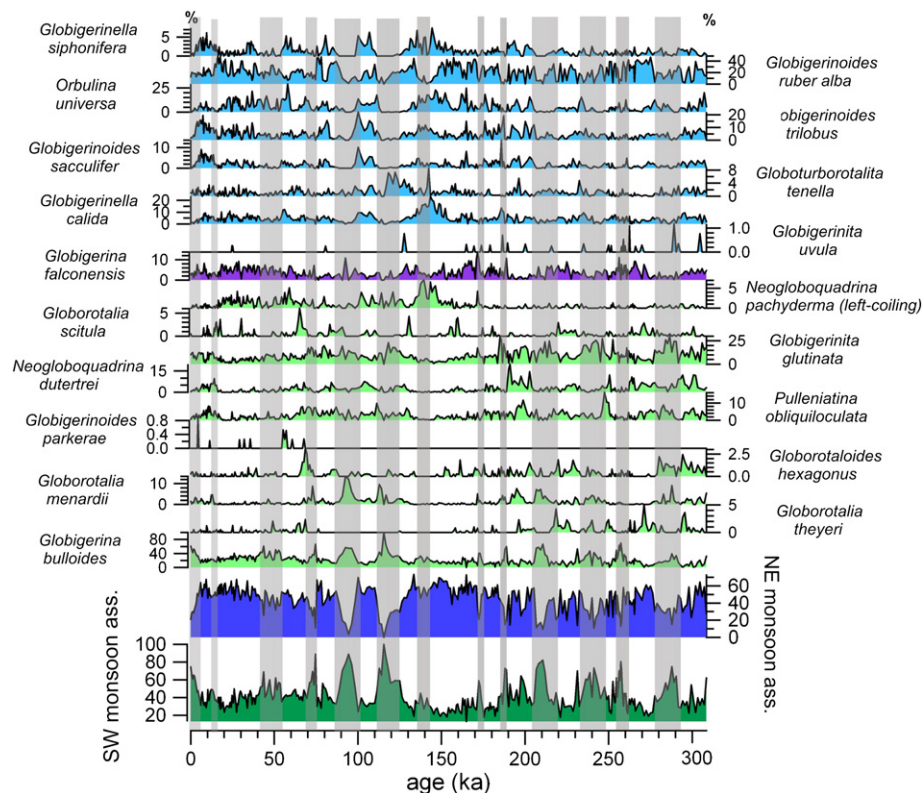 %
%
Globigerinella
siphonifera
5
0
40
20
0
Globigerinoides
ruber alba
Orbulina
universa
25
0
20
10
0
obigerinoides
trilobus
Globigerinoides
sacculifer
10
0
8
4
0
Globoturborotalita
tenella
Globigerinella
calida
20
10
0
1.0
0.0
Globigerinita
uvula
Globigerina
falconensis
10
0
5
0
Neogloboquadrina
pachyderma (left-coiling)
Globorotalia
scitula
5
0
25
0
Globigerinita
glutinata
Neogloboquadrina
dutertrei
15
0
10
0
Pulleniatina
obliquiloculata
Globigerinoides
parkerae
0.8
0.4
0.0
2.5
0.0
Globorotaloides
hexagonus
Globorotalia
menardii
10
0
5
0
Globorotalia
theyeri
Globigerina
bulloides
80
40
0
60
40
20
0
NE monsoon ass.
SW monsoon ass.
100
80
60
40
20
0 50 100 150 200 250 300
age (ka)